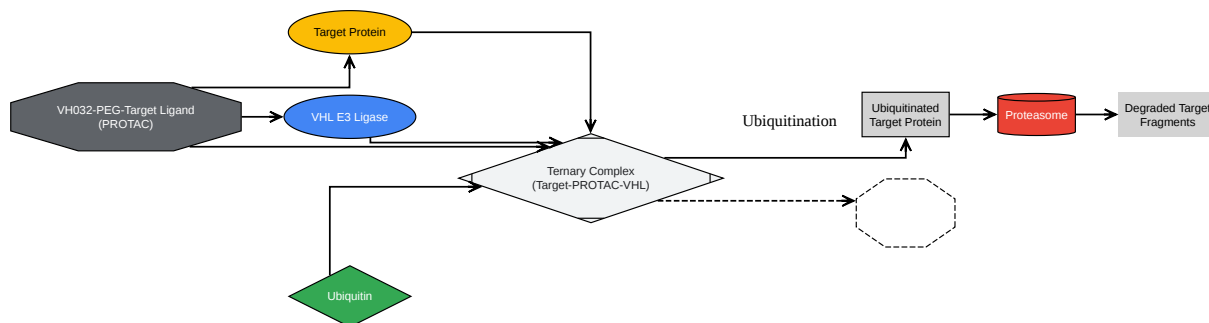 Target Protein
VH032-PEG-Target Ligand
(PROTAC)
VHL E3 Ligase
Ubiquitination
Ubiquitinated
Target Protein
Proteasome
Degraded Target
Fragments
Ternary Complex
(Target-PROTAC-VHL)
Ubiquitin